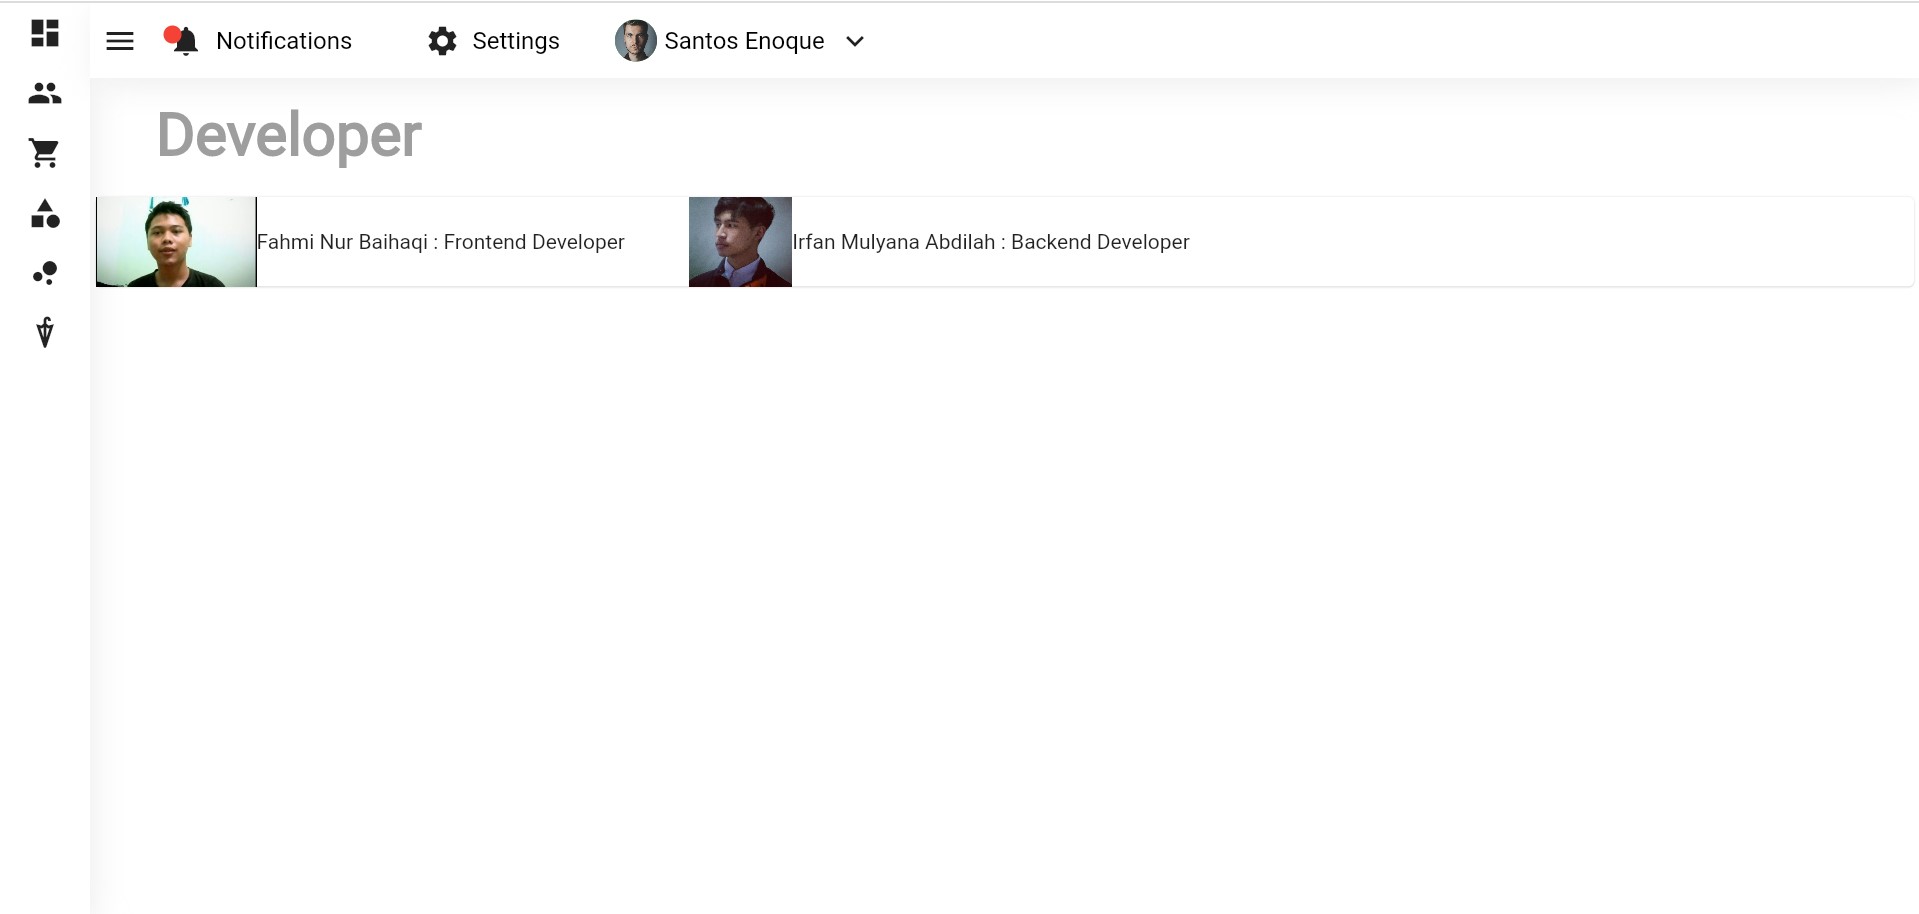 Notifications Settings Santos Enoque
Developer
Fahmi Nur Baihaqi : Frontend Developer Irfan Mulyana Abdilah : Backend Developer